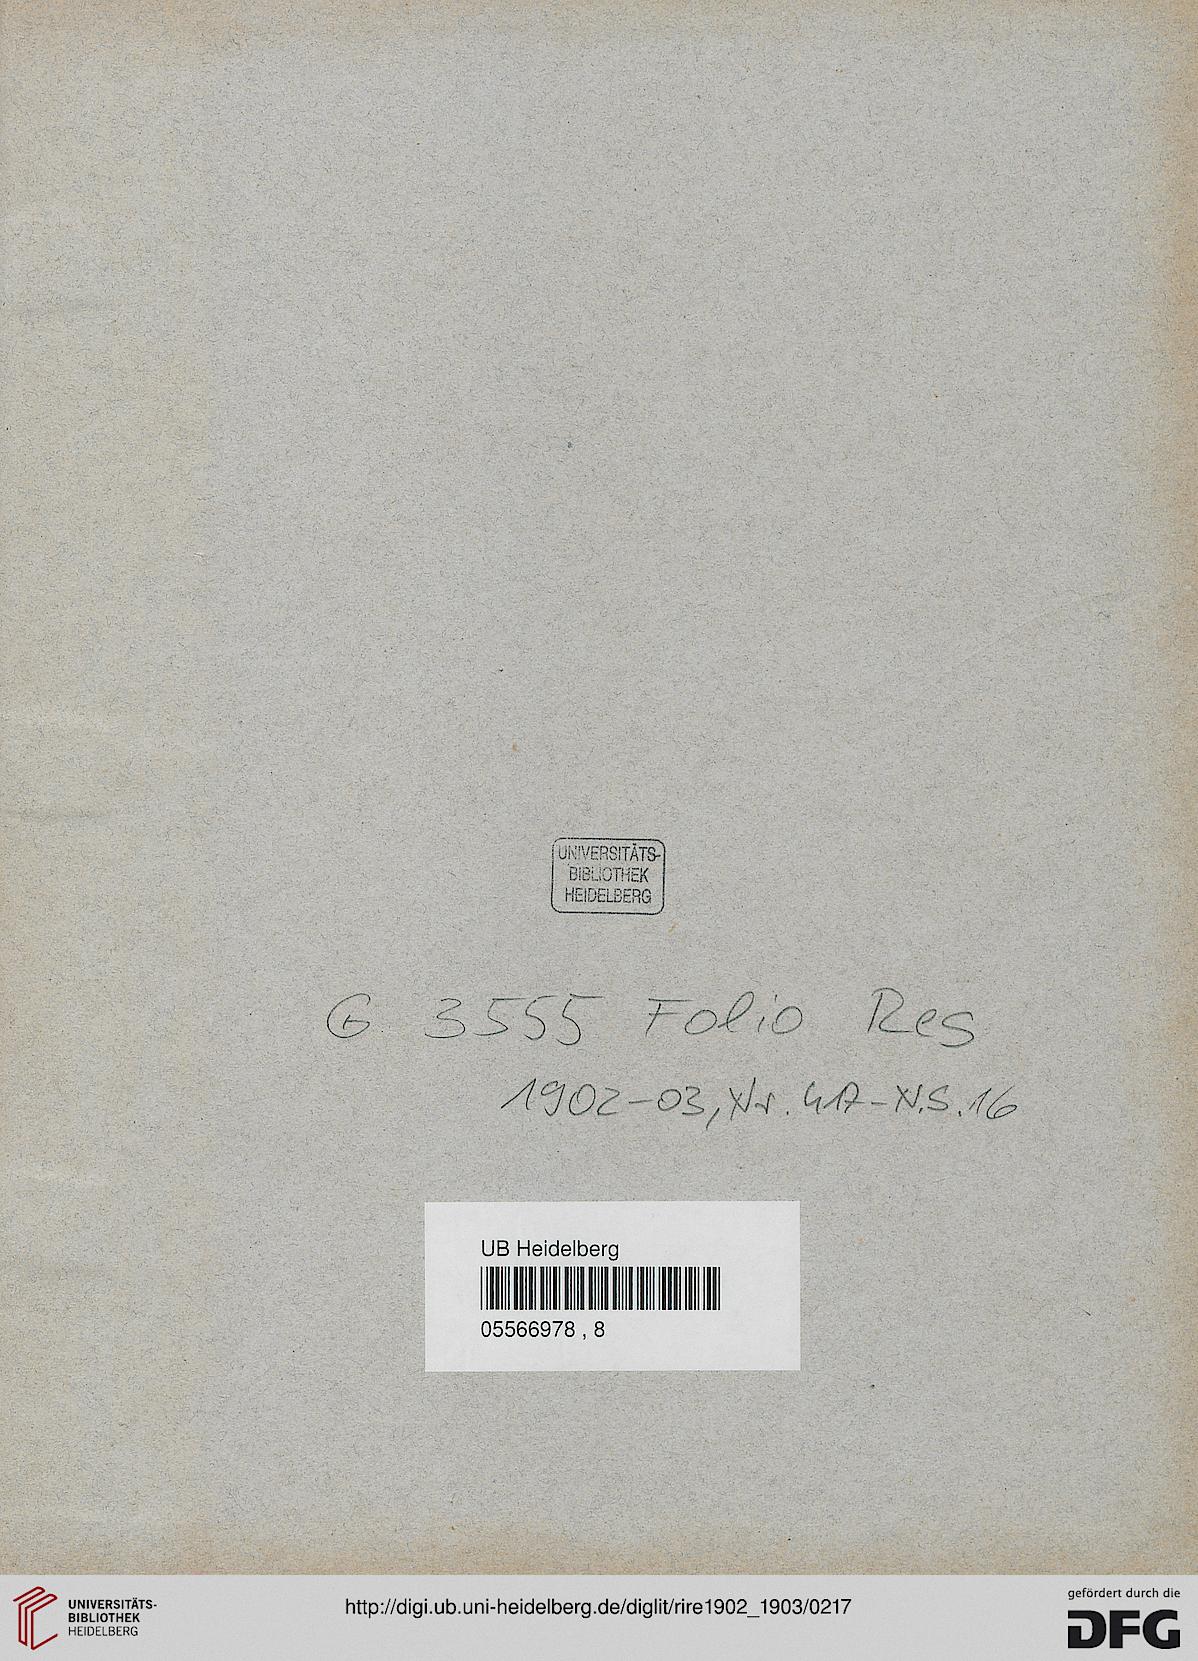 UNIVERSITÄTS-
BIBLIOTHEK
HEIDELBERG
G 3555 Folio Res
1902-03, Nr. 417-N.S.16
UB Heidelberg
05566978 , 8
UNIVERSITÄTS-
BIBLIOTHEK
HEIDELBERG
http://digi.ub.uni-heidelberg.de/diglit/rire1902_1903/0217
gefördert durch die
DFG